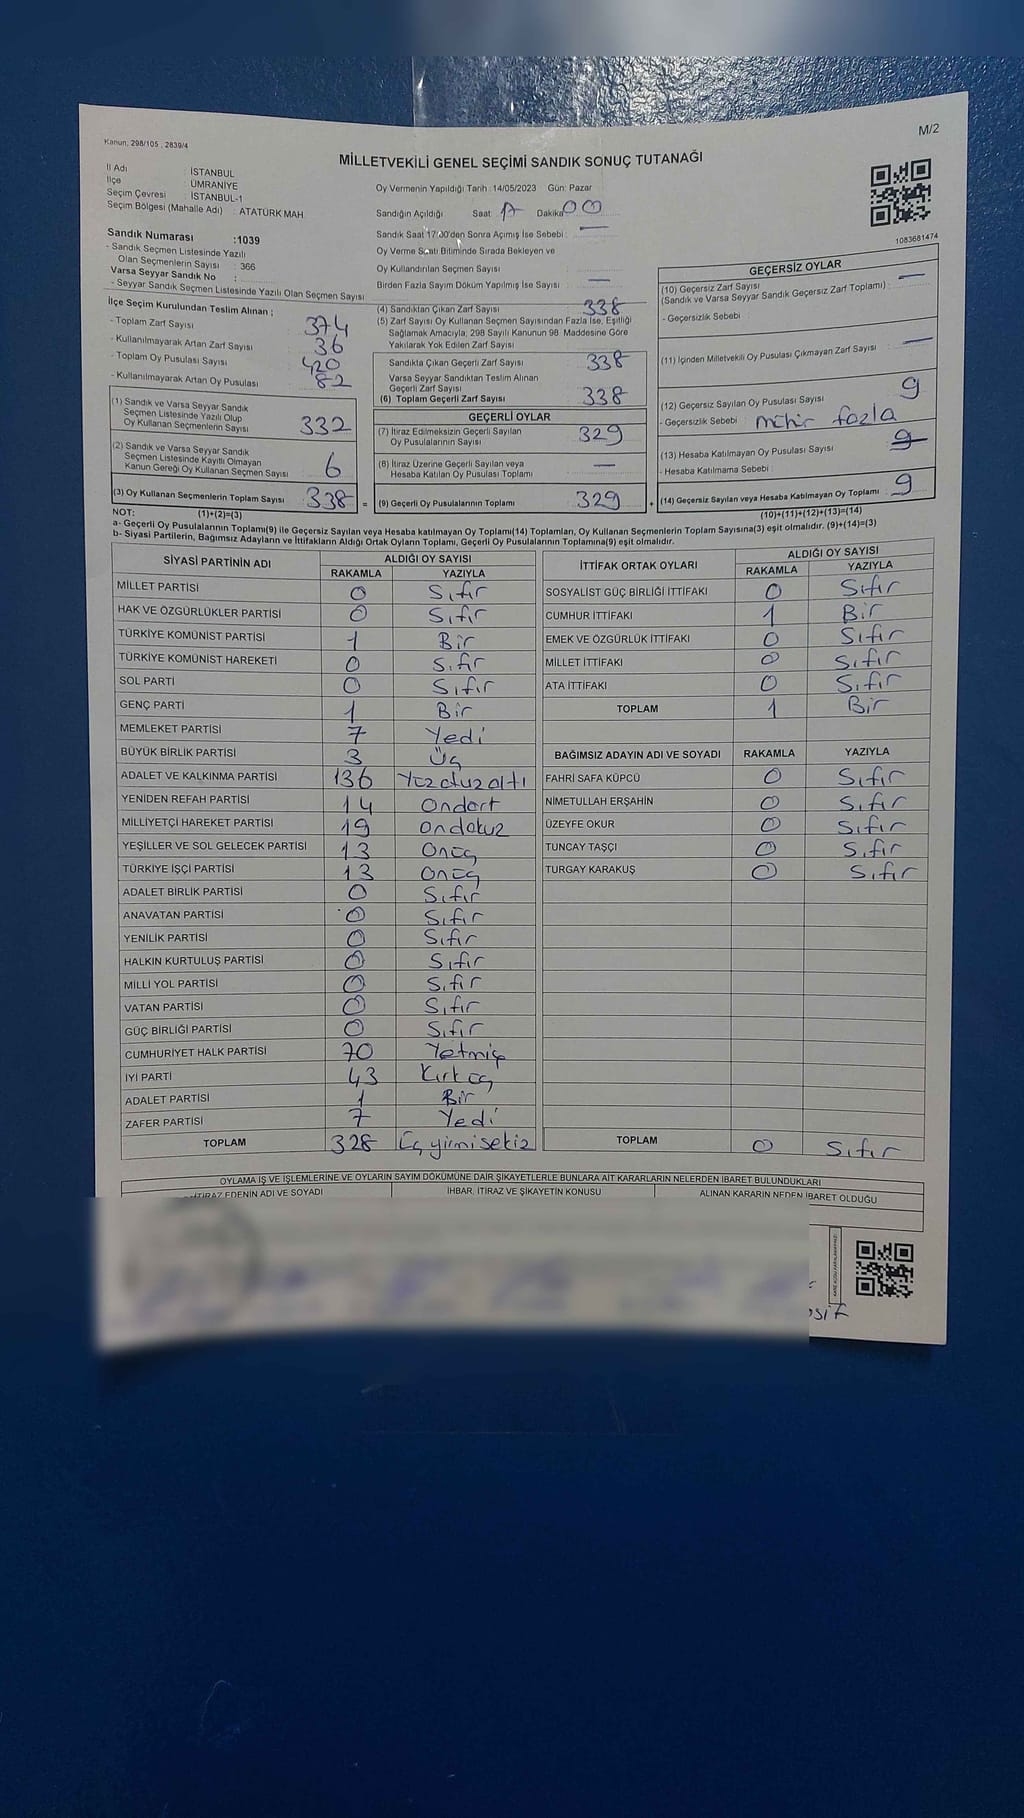 M/2
Kanun, 298/105 , 2839/4
MİLLETVEKİLİ GENEL SEÇİMİ SANDIK SONUÇ TUTANAĞI
İl Adı : İSTANBUL
İlçe : ÜMRANİYE
Seçim Çevresi : İSTANBUL-1
Seçim Bölgesi (Mahalle Adı) : ATATÜRK MAH.
Oy Vermenin Yapıldığı Tarih : 14/05/2023 Gün: Pazar
Sandığın Açıldığı Saat 17 Dakika 00
Sandık Saat 17:00'den Sonra Açımış İse Sebebi : —
Oy Verme Saati Bitiminde Sırada Bekleyen ve
Oy Kullandırılan Seçmen Sayısı :
Birden Fazla Sayım Döküm Yapılmış İse Sayısı : —
Sandık Numarası :1039
- Sandık Seçmen Listesinde Yazılı
Olan Seçmenlerin Sayısı : 366
Varsa Seyyar Sandık No :
- Seyyar Sandık Seçmen Listesinde Yazılı Olan Seçmen Sayısı
1083681474
İlçe Seçim Kurulundan Teslim Alınan ;
- Toplam Zarf Sayısı 374
- Kullanılmayarak Artan Zarf Sayısı 36
- Toplam Oy Pusulası Sayısı 420
- Kullanılmayarak Artan Oy Pusulası 82
(1) Sandık ve Varsa Seyyar Sandık
Seçmen Listesinde Yazılı Olup
Oy Kullanan Seçmenlerin Sayısı 332
(2) Sandık ve Varsa Seyyar Sandık
Seçmen Listesinde Kayıtlı Olmayan
Kanun Gereği Oy Kullanan Seçmen Sayısı 6
(3) Oy Kullanan Seçmenlerin Toplam Sayısı 338 =
(1)+(2)=(3)
(4) Sandıktan Çıkan Zarf Sayısı 338
(5) Zarf Sayısı Oy Kullanan Seçmen Sayısından Fazla İse, Eşitliği
Sağlamak Amacıyla, 298 Sayılı Kanunun 98. Maddesine Göre
Yakılarak Yok Edilen Zarf Sayısı
Sandıkta Çıkan Geçerli Zarf Sayısı 338
Varsa Seyyar Sandıktan Teslim Alınan
Geçerli Zarf Sayısı
(6) Toplam Geçerli Zarf Sayısı 338
GEÇERLİ OYLAR
(7) İtiraz Edilmeksizin Geçerli Sayılan
Oy Pusulalarının Sayısı 329
(8) İtiraz Üzerine Geçerli Sayılan veya
Hesaba Katılan Oy Pusulası Toplamı —
(9) Geçerli Oy Pusulalarının Toplamı 329 +
GEÇERSİZ OYLAR
(10) Geçersiz Zarf Sayısı
(Sandık ve Varsa Seyyar Sandık Geçersiz Zarf Toplamı) : —
- Geçersizlik Sebebi
(11) İçinden Milletvekili Oy Pusulası Çıkmayan Zarf Sayısı : —
(12) Geçersiz Sayılan Oy Pusulası Sayısı 9
- Geçersizlik Sebebi : mühür fazla
(13) Hesaba Katılmayan Oy Pusulası Sayısı : 9
- Hesaba Katılmama Sebebi :
(14) Geçersiz Sayılan veya Hesaba Katılmayan Oy Toplamı : 9
(10)+(11)+(12)+(13)=(14)
NOT:
a- Geçerli Oy Pusulalarının Toplamı(9) ile Geçersiz Sayılan veya Hesaba katılmayan Oy Toplamı(14) Toplamları, Oy Kullanan Seçmenlerin Toplam Sayısına(3) eşit olmalıdır. (9)+(14)=(3)
b- Siyasi Partilerin, Bağımsız Adayların ve İttifakların Aldığı Ortak Oyların Toplamı, Geçerli Oy Pusulalarının Toplamına(9) eşit olmalıdır.
SİYASİ PARTİNİN ADI ALDIĞI OY SAYISI
RAKAMLA YAZIYLA
MİLLET PARTİSİ 0 Sıfır
HAK VE ÖZGÜRLÜKLER PARTİSİ 0 Sıfır
TÜRKİYE KOMÜNİST PARTİSİ 1 Bir
TÜRKİYE KOMÜNİST HAREKETİ 0 Sıfır
SOL PARTİ 0 Sıfır
GENÇ PARTİ 1 Bir
MEMLEKET PARTİSİ 7 Yedi
BÜYÜK BİRLİK PARTİSİ 3 Üç
ADALET VE KALKINMA PARTİSİ 136 Yüzotuzaltı
YENİDEN REFAH PARTİSİ 14 Ondört
MİLLİYETÇİ HAREKET PARTİSİ 19 Ondokuz
YEŞİLLER VE SOL GELECEK PARTİSİ 13 Onüç
TÜRKİYE İŞÇİ PARTİSİ 13 Onüç
ADALET BİRLİK PARTİSİ 0 Sıfır
ANAVATAN PARTİSİ 0 Sıfır
YENİLİK PARTİSİ 0 Sıfır
HALKIN KURTULUŞ PARTİSİ 0 Sıfır
MİLLİ YOL PARTİSİ 0 Sıfır
VATAN PARTİSİ 0 Sıfır
GÜÇ BİRLİĞİ PARTİSİ 0 Sıfır
CUMHURİYET HALK PARTİSİ 70 Yetmiş
İYİ PARTİ 43 Kırküç
ADALET PARTİSİ 1 Bir
ZAFER PARTİSİ 7 Yedi
TOPLAM 328 Üçyirmisekiz
İTTİFAK ORTAK OYLARI ALDIĞI OY SAYISI
RAKAMLA YAZIYLA
SOSYALİST GÜÇ BİRLİĞİ İTTİFAKI 0 Sıfır
CUMHUR İTTİFAKI 1 Bir
EMEK VE ÖZGÜRLÜK İTTİFAKI 0 Sıfır
MİLLET İTTİFAKI 0 Sıfır
ATA İTTİFAKI 0 Sıfır
TOPLAM 1 Bir
BAĞIMSIZ ADAYIN ADI VE SOYADI RAKAMLA YAZIYLA
FAHRİ SAFA KÜPCÜ 0 Sıfır
NİMETULLAH ERŞAHİN 0 Sıfır
ÜZEYFE OKUR 0 Sıfır
TUNCAY TAŞÇI 0 Sıfır
TURGAY KARAKUŞ 0 Sıfır
TOPLAM 0 Sıfır
OYLAMA İŞ VE İŞLEMLERİNE VE OYLARIN SAYIM DÖKÜMÜNE DAİR ŞİKAYETLERLE BUNLARA AİT KARARLARIN NELERDEN İBARET BULUNDUKLARI
İTİRAZ EDENİN ADI VE SOYADI İHBAR, İTİRAZ VE ŞİKAYETİN KONUSU ALINAN KARARIN NEDEN İBARET OLDUĞU